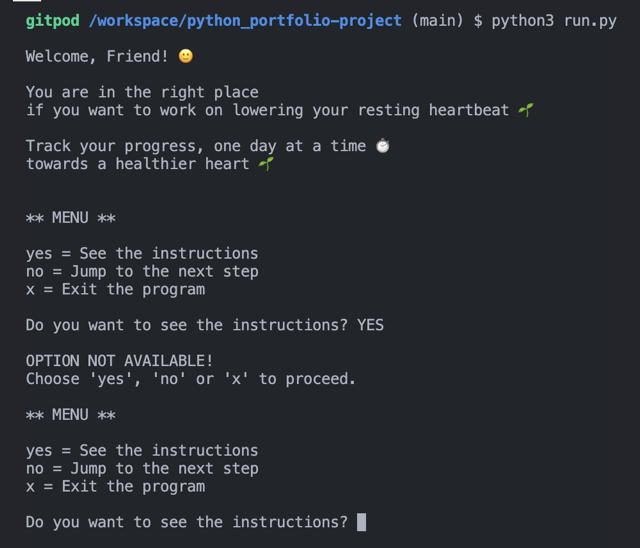 gitpod /workspace/python_portfolio-project (main) $ python3 run.py
Welcome, Friend! 🙂
You are in the right place
if you want to work on lowering your resting heartbeat 🌱
Track your progress, one day at a time ⏱️
towards a healthier heart 🌱
** MENU **
yes = See the instructions
no = Jump to the next step
x = Exit the program
Do you want to see the instructions? YES
OPTION NOT AVAILABLE!
Choose 'yes', 'no' or 'x' to proceed.
** MENU **
yes = See the instructions
no = Jump to the next step
x = Exit the program
Do you want to see the instructions?